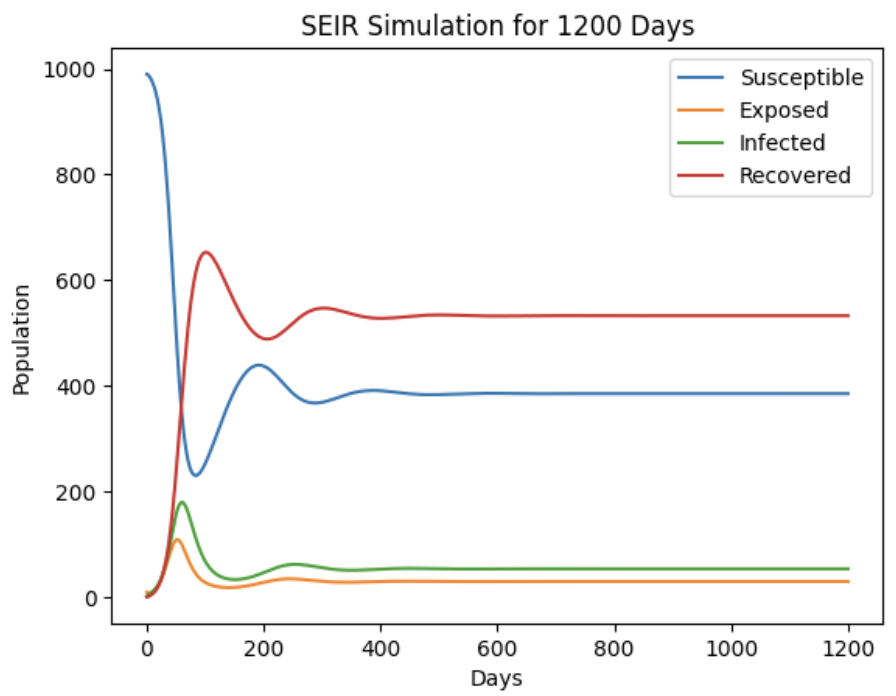 SEIR Simulation for 1200 Days
1000
800
600
400
200
0
Population
Susceptible
Exposed
Infected
Recovered
0 200 400 600 800 1000 1200
Days